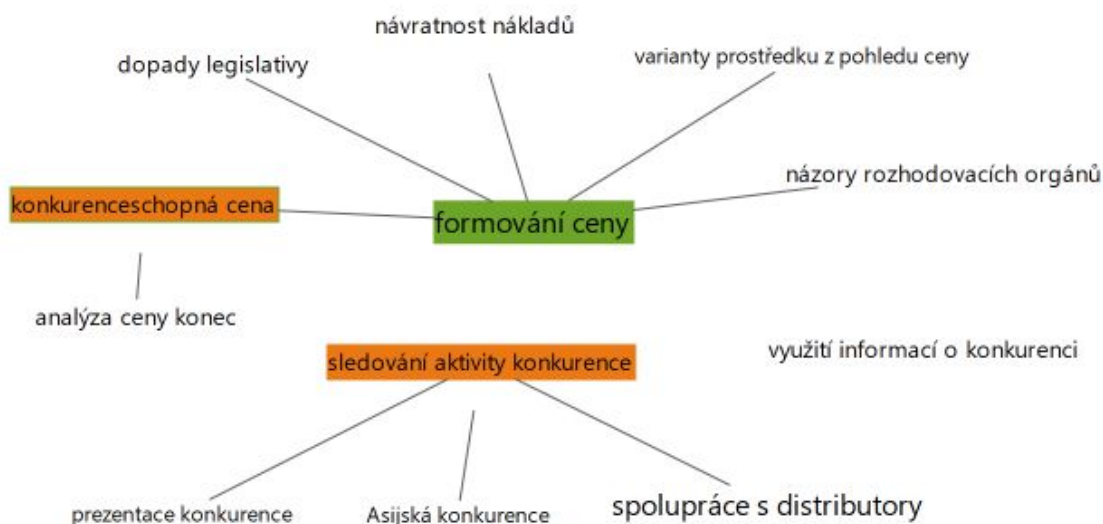 návratnost nákladů
dopady legislativy
varianty prostředku z pohledu ceny
názory rozhodovacích orgánů
konkurenceschopná cena
formování ceny
analýza ceny konec
sledování aktivity konkurence
využití informací o konkurenci
prezentace konkurence
Asijská konkurence
spolupráce s distributory